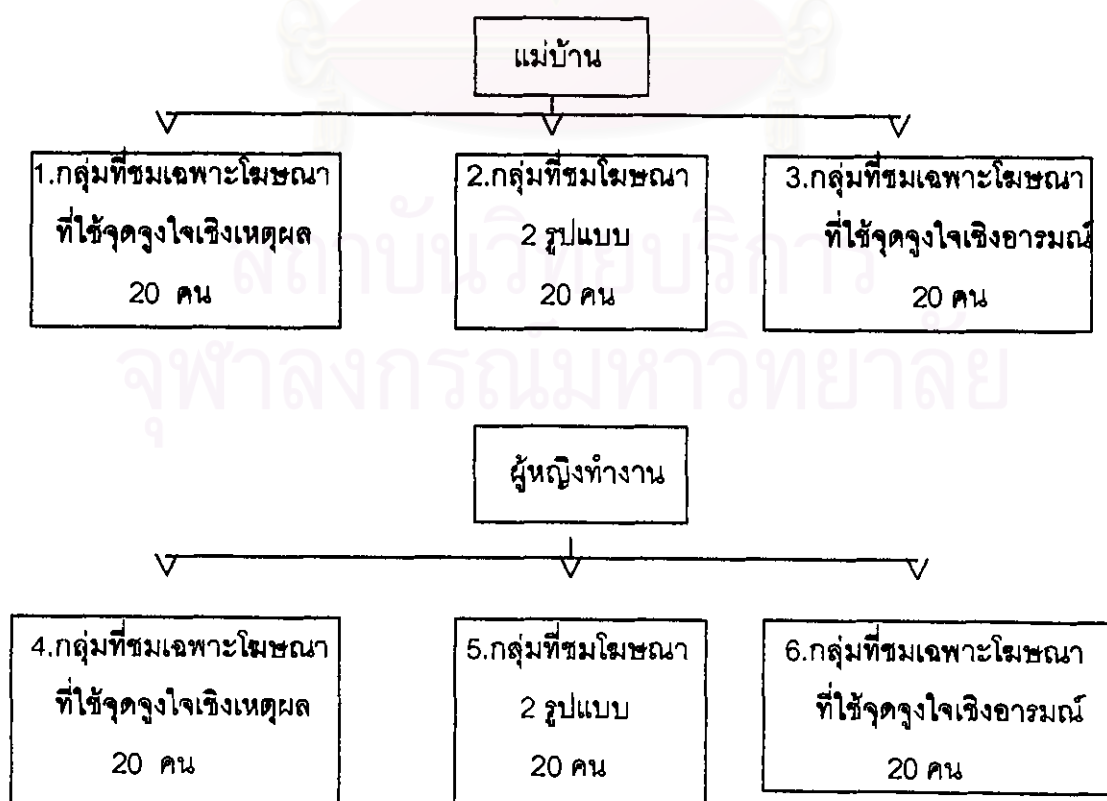 แม่บ้าน
1.กลุ่มที่ชมเฉพาะโฆษณา
ที่ใช้จุดจูงใจเชิงเหตุผล
20 คน
2.กลุ่มที่ชมโฆษณา
2 รูปแบบ
20 คน
3.กลุ่มที่ชมเฉพาะโฆษณา
ที่ใช้จุดจูงใจเชิงอารมณ์
20 คน
สถาบันวิทยบริการ
จุฬาลงกรณ์มหาวิทยาลัย
ผู้หญิงทำงาน
4.กลุ่มที่ชมเฉพาะโฆษณา
ที่ใช้จุดจูงใจเชิงเหตุผล
20 คน
5.กลุ่มที่ชมโฆษณา
2 รูปแบบ
20 คน
6.กลุ่มที่ชมเฉพาะโฆษณา
ที่ใช้จุดจูงใจเชิงอารมณ์
20 คน